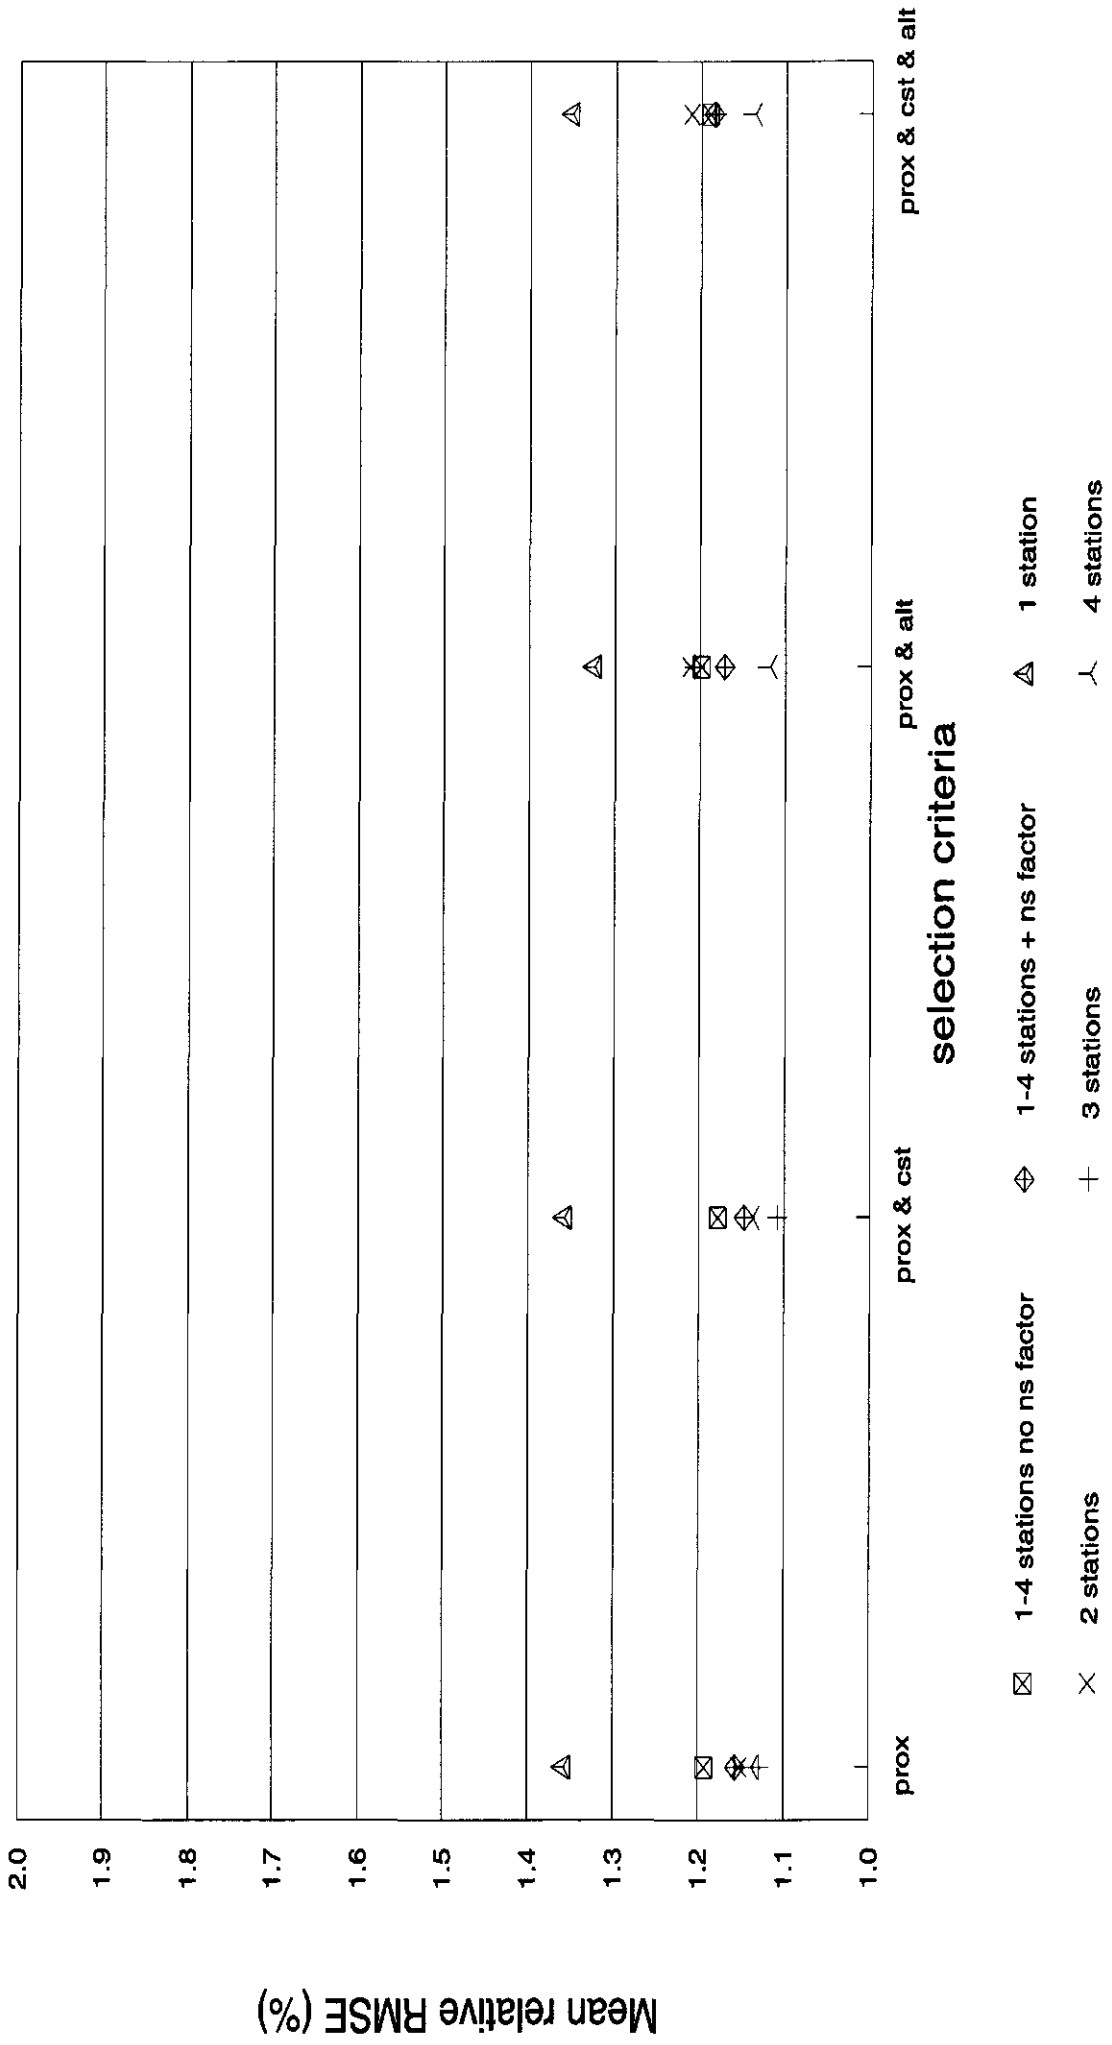 Mean relative RMSE (%)
2.0
1.9
1.8
1.7
1.6
1.5
1.4
1.3
1.2
1.1
1.0
prox
prox & cst
prox & alt
prox & cst & alt
selection criteria
1-4 stations no ns factor
1-4 stations + ns factor
1 station
2 stations
3 stations
4 stations